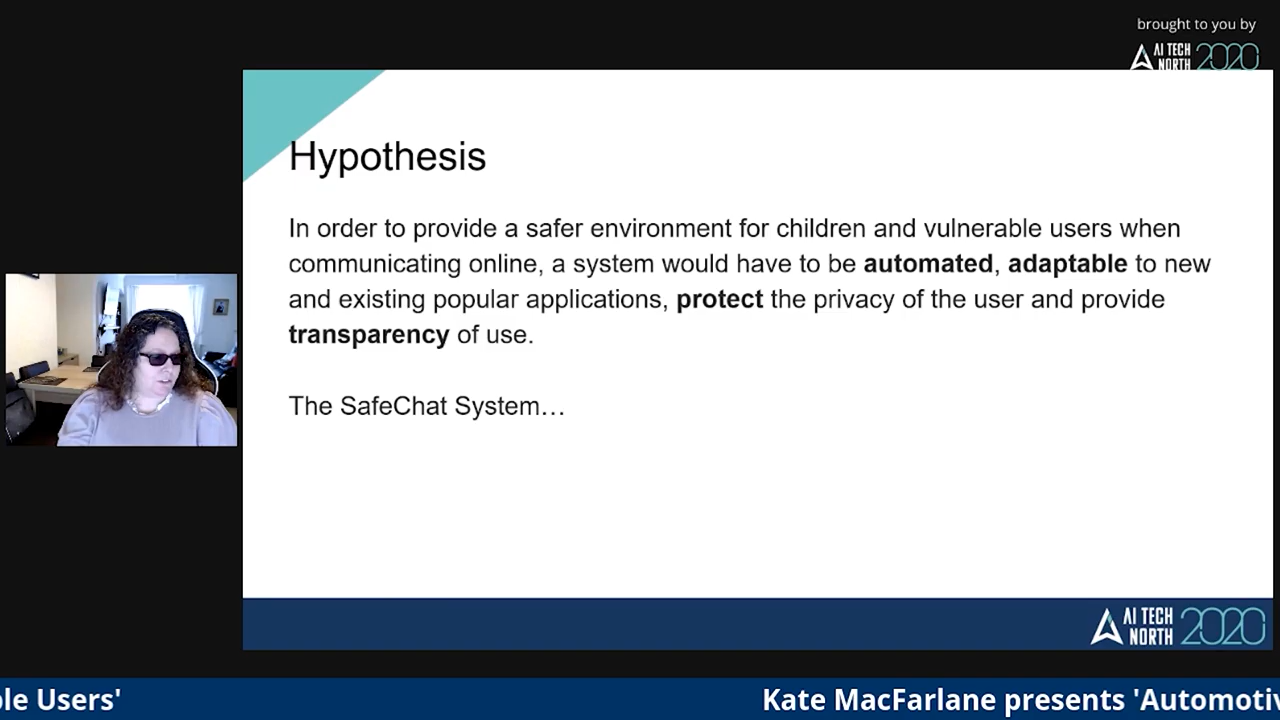 brought to you by
AI TECH
NORTH 2020
Hypothesis
In order to provide a safer environment for children and vulnerable users when
communicating online, a system would have to be automated, adaptable to new
and existing popular applications, protect the privacy of the user and provide
transparency of use.
The SafeChat System…
AI TECH
NORTH 2020
ble Users' Kate MacFarlane presents 'Automotiv